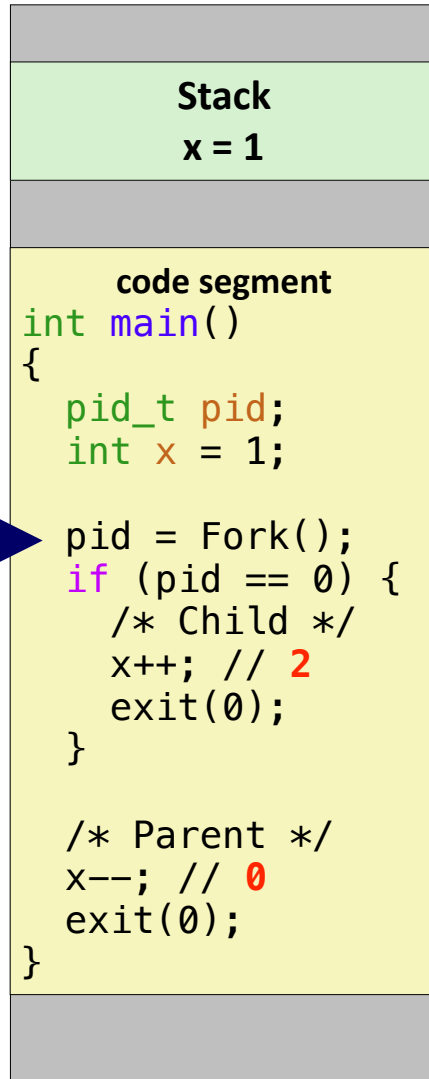 Stack
x = 1
code segment
int main()
{
  pid_t pid;
  int x = 1;

  pid = Fork();
  if (pid == 0) {
    /* Child */
    x++; // 2
    exit(0);
  }

  /* Parent */
  x--; // 0
  exit(0);
}